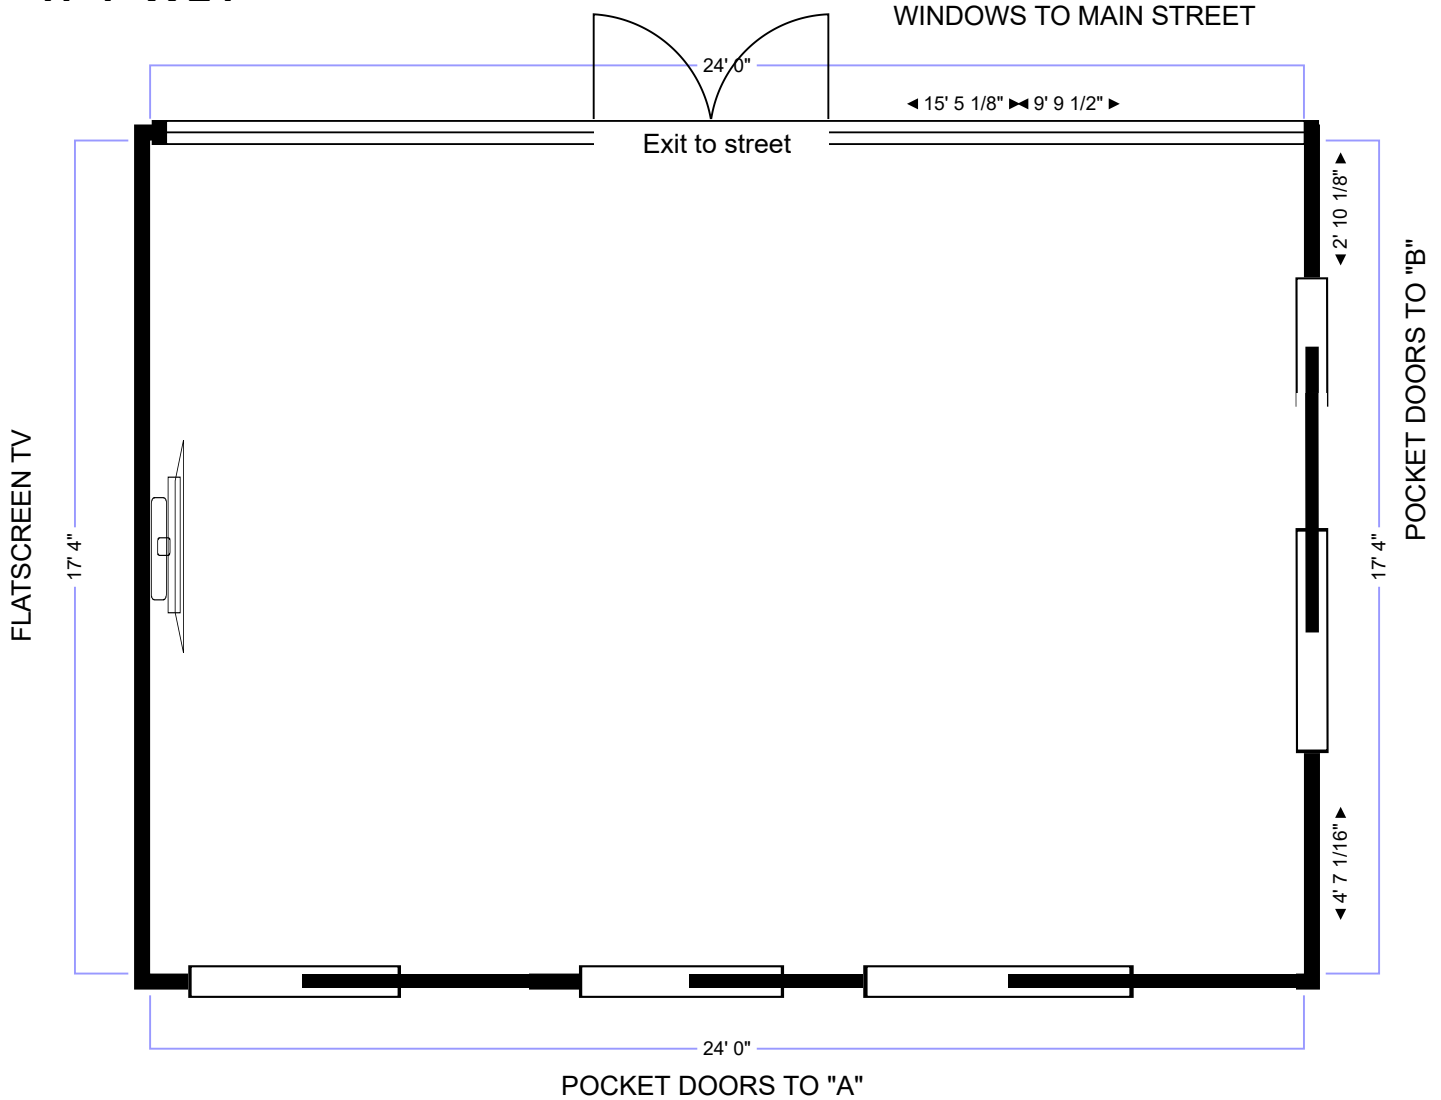 WINDOWS TO MAIN STREET
24' 0"
15' 5 1/8" 9' 9 1/2"
Exit to street
2' 10 1/8"
POCKET DOORS TO "B"
FLATSCREEN TV
17' 4"
17' 4"
4' 7 1/16"
24' 0"
POCKET DOORS TO "A"